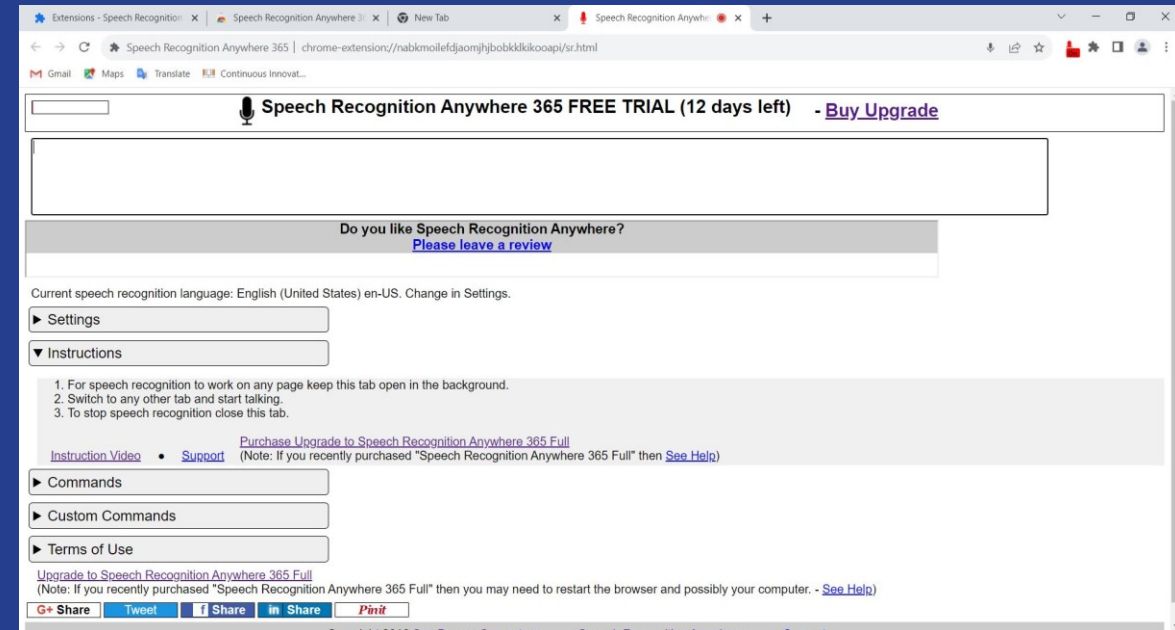 Extensions - Speech Recognition
Speech Recognition Anywhere 3
New Tab
Speech Recognition Anywhe
Speech Recognition Anywhere 365 | chrome-extension://nabkmoilefdjaomjhjbobkkdkikooapi/sr.html
Gmail Maps Translate Continuous Innovat...
Speech Recognition Anywhere 365 FREE TRIAL (12 days left) - Buy Upgrade
Do you like Speech Recognition Anywhere?
Please leave a review
Current speech recognition language: English (United States) en-US. Change in Settings.
▶ Settings
▼ Instructions
1. For speech recognition to work on any page keep this tab open in the background.
2. Switch to any other tab and start talking.
3. To stop speech recognition close this tab.
Purchase Upgrade to Speech Recognition Anywhere 365 Full
Instruction Video • Support (Note: If you recently purchased "Speech Recognition Anywhere 365 Full" then See Help)
▶ Commands
▶ Custom Commands
▶ Terms of Use
Upgrade to Speech Recognition Anywhere 365 Full
(Note: If you recently purchased "Speech Recognition Anywhere 365 Full" then you may need to restart the browser and possibly your computer. - See Help)
G+ Share Tweet f Share in Share Pinit